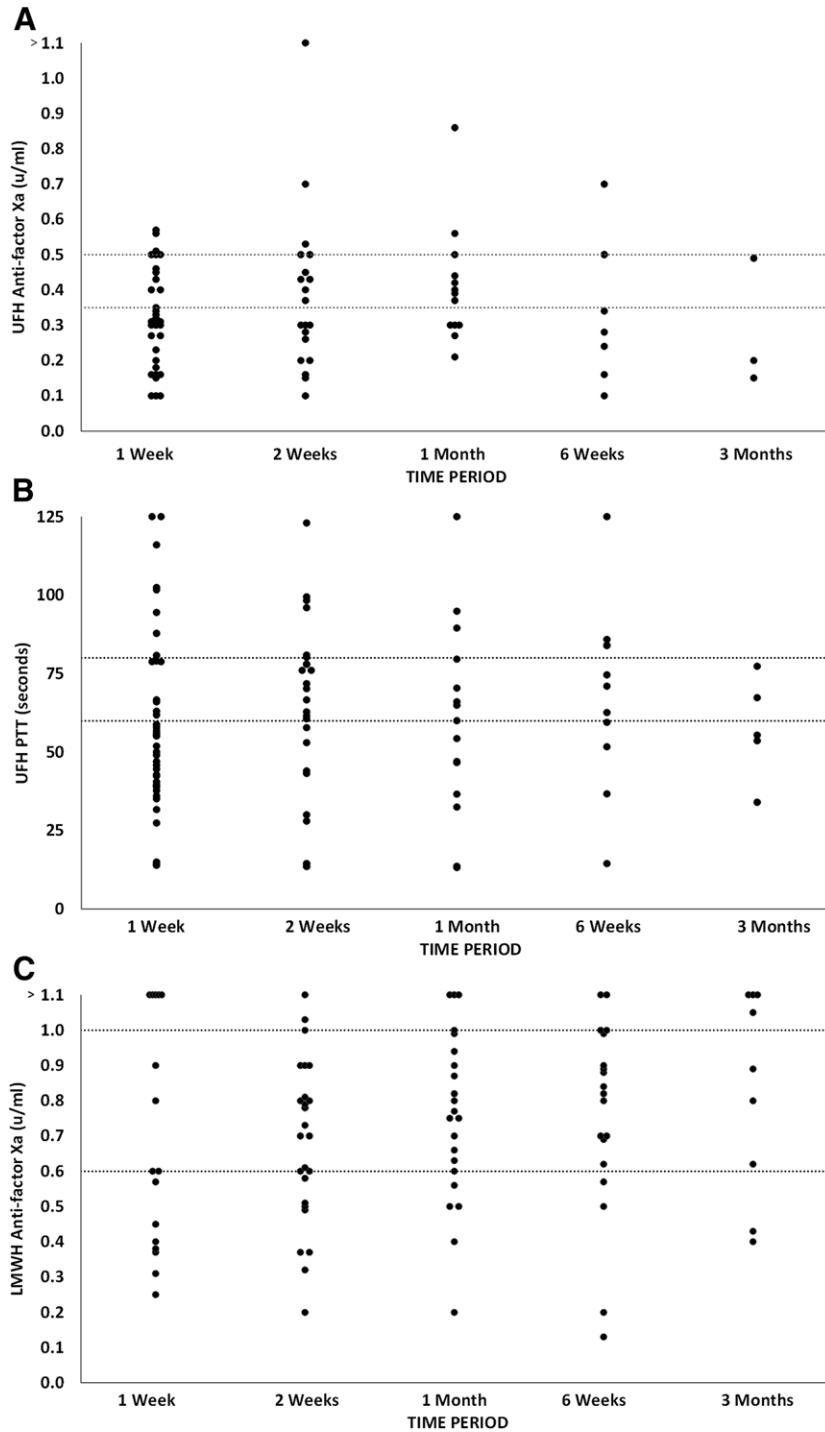 A
UFH Anti-factor Xa (u/ml)
> 1.1
1.0
0.9
0.8
0.7
0.6
0.5
0.4
0.3
0.2
0.1
0.0
1 Week 2 Weeks 1 Month 6 Weeks 3 Months
TIME PERIOD
B
UFH PTT (seconds)
125
100
75
50
25
0
1 Week 2 Weeks 1 Month 6 Weeks 3 Months
TIME PERIOD
C
LMWH Anti-factor Xa (u/ml)
> 1.1
1.0
0.9
0.8
0.7
0.6
0.5
0.4
0.3
0.2
0.1
0.0
1 Week 2 Weeks 1 Month 6 Weeks 3 Months
TIME PERIOD